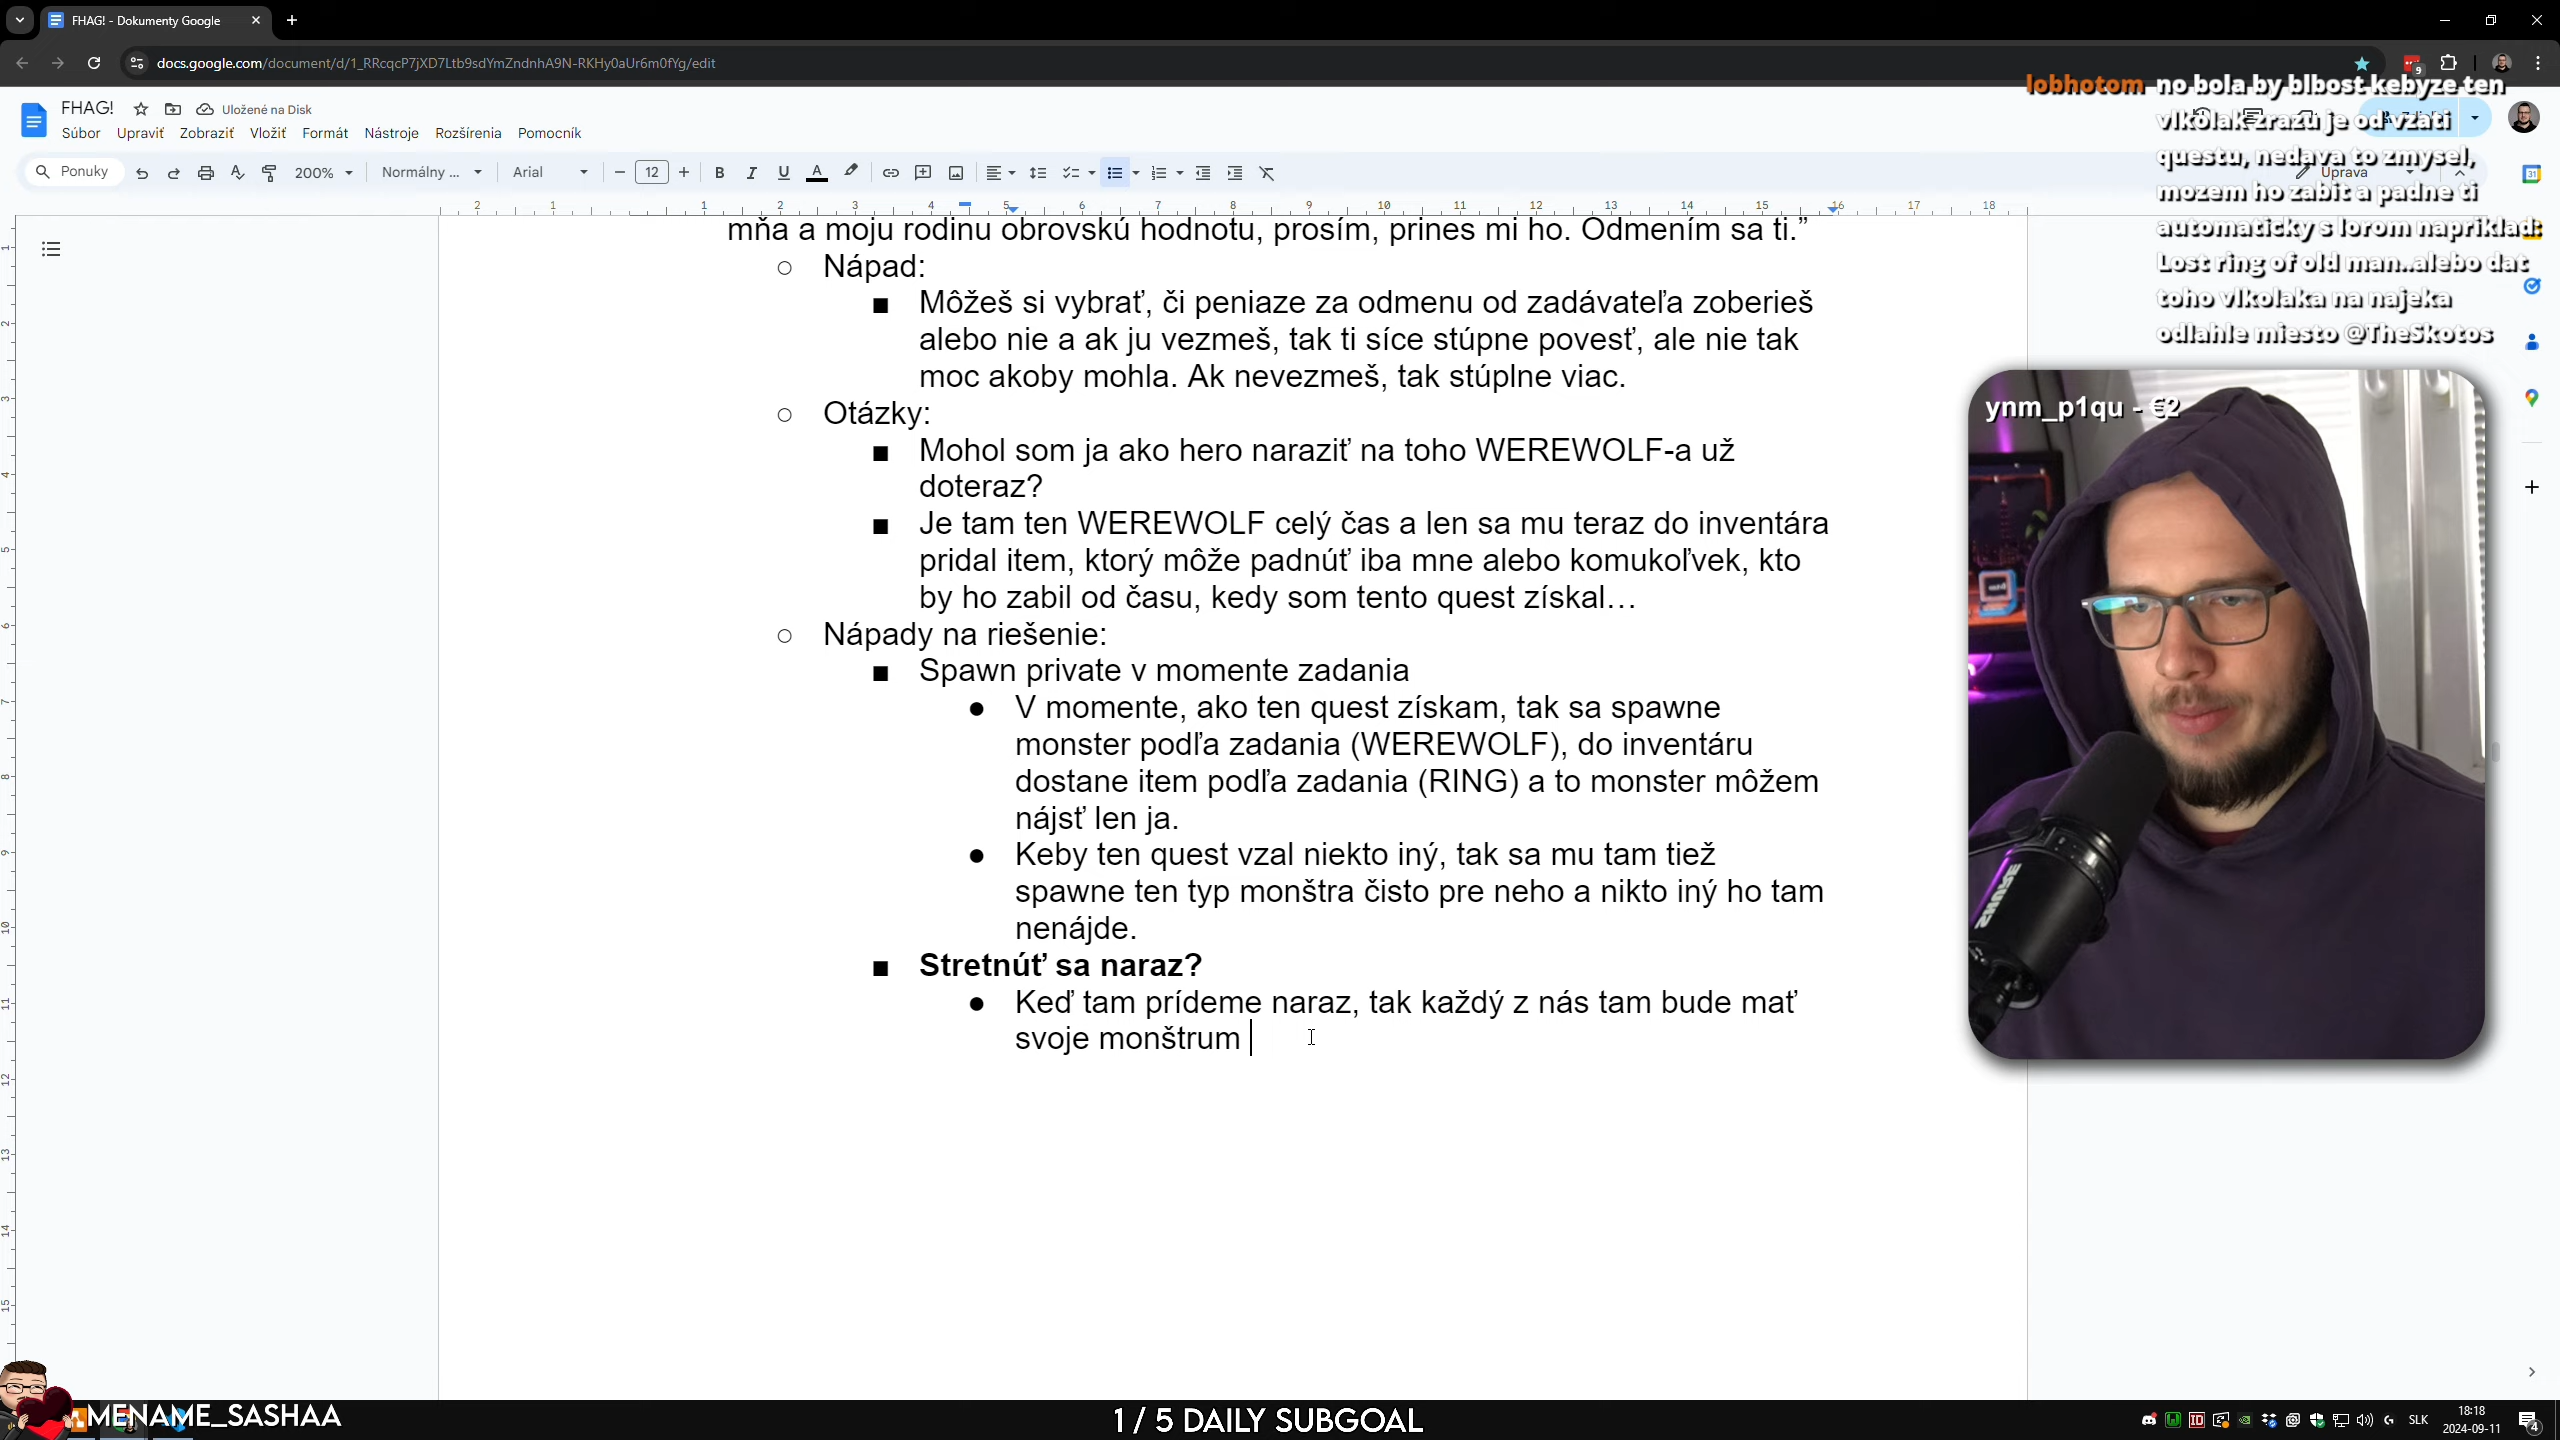 FHAG! - Dokumenty Google
docs.google.com/document/d/1_RRcqcP7jXD7Ltb9sdYmZndnhA9N-RKHy0aUr6m0fYg/edit
FHAG!
Uložené na Disk
Súbor Upraviť Zobraziť Vložiť Formát Nástroje Rozšírenia Pomocník
Ponuky 200% Normálny ... Arial 12 Úprava
lobhotom no bola by blbost kebyze ten
vlkolak zrazu je od vzati
questu, nedava to zmysel,
mozem ho zabit a padne ti
automaticky s lorom napriklad:
Lost ring of old man..alebo dat
toho vlkolaka na najeka
odlahle miesto @TheSkotos
ynm_p1qu - €2
mňa a moju rodinu obrovskú hodnotu, prosím, prines mi ho. Odmením sa ti.”
Nápad:
Môžeš si vybrať, či peniaze za odmenu od zadávateľa zoberieš
alebo nie a ak ju vezmeš, tak ti síce stúpne povesť, ale nie tak
moc akoby mohla. Ak nevezmeš, tak stúplne viac.
Otázky:
Mohol som ja ako hero naraziť na toho WEREWOLF-a už
doteraz?
Je tam ten WEREWOLF celý čas a len sa mu teraz do inventára
pridal item, ktorý môže padnúť iba mne alebo komukoľvek, kto
by ho zabil od času, kedy som tento quest získal…
Nápady na riešenie:
Spawn private v momente zadania
V momente, ako ten quest získam, tak sa spawne
monster podľa zadania (WEREWOLF), do inventáru
dostane item podľa zadania (RING) a to monster môžem
nájsť len ja.
Keby ten quest vzal niekto iný, tak sa mu tam tiež
spawne ten typ monštra čisto pre neho a nikto iný ho tam
nenájde.
Stretnúť sa naraz?
Keď tam prídeme naraz, tak každý z nás tam bude mať
svoje monštrum
SHURE
MENAME_SASHAA
1 / 5 DAILY SUBGOAL
SLK
18:18
2024-09-11